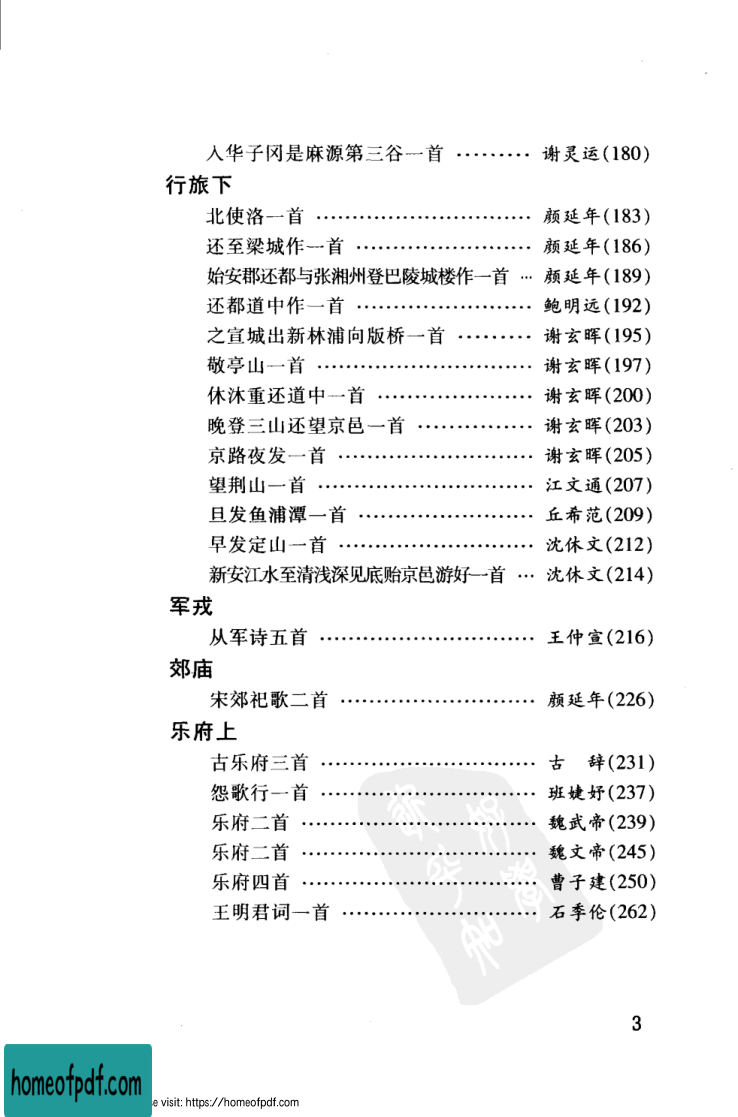 入华子冈是麻源第三谷一首 ········· 谢灵运(180)
行旅下
北使洛一首 ······························ 颜延年(183)
还至梁城作一首 ························ 颜延年(186)
始安郡还都与张湘州登巴陵城楼作一首 ··· 颜延年(189)
还都道中作一首 ························ 鲍明远(192)
之宣城出新林浦向版桥一首 ········· 谢玄晖(195)
敬亭山一首 ······························ 谢玄晖(197)
休沐重还道中一首 ····················· 谢玄晖(200)
晚登三山还望京邑一首 ··············· 谢玄晖(203)
京路夜发一首 ··························· 谢玄晖(205)
望荆山一首 ······························ 江文通(207)
旦发鱼浦潭一首 ························ 丘希范(209)
早发定山一首 ··························· 沈休文(212)
新安江水至清浅深见底贻京邑游好一首 ··· 沈休文(214)
军戎
从军诗五首 ······························ 王仲宣(216)
郊庙
宋郊祀歌二首 ··························· 颜延年(226)
乐府上
古乐府三首 ······························ 古　辞(231)
怨歌行一首 ······························ 班婕妤(237)
乐府二首 ································· 魏武帝(239)
乐府二首 ································· 魏文帝(245)
乐府四首 ································· 曹子建(250)
王明君词一首 ··························· 石季伦(262)
3
homeofpdf.com
e visit: https://homeofpdf.com